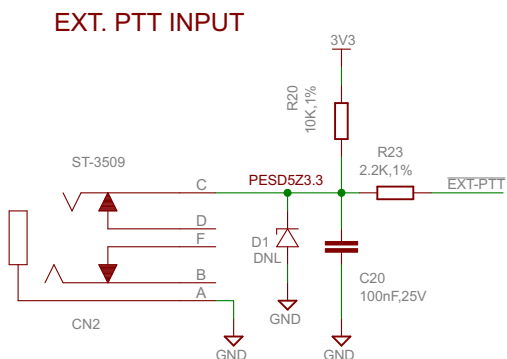 EXT. PTT INPUT
3V3
R20
10K,1%
R23
2.2K,1%
ST-3509
C
PESD5Z3.3
EXT-PTT
D
F
D1
DNL
B
A
C20
100nF,25V
CN2
GND
GND
GND